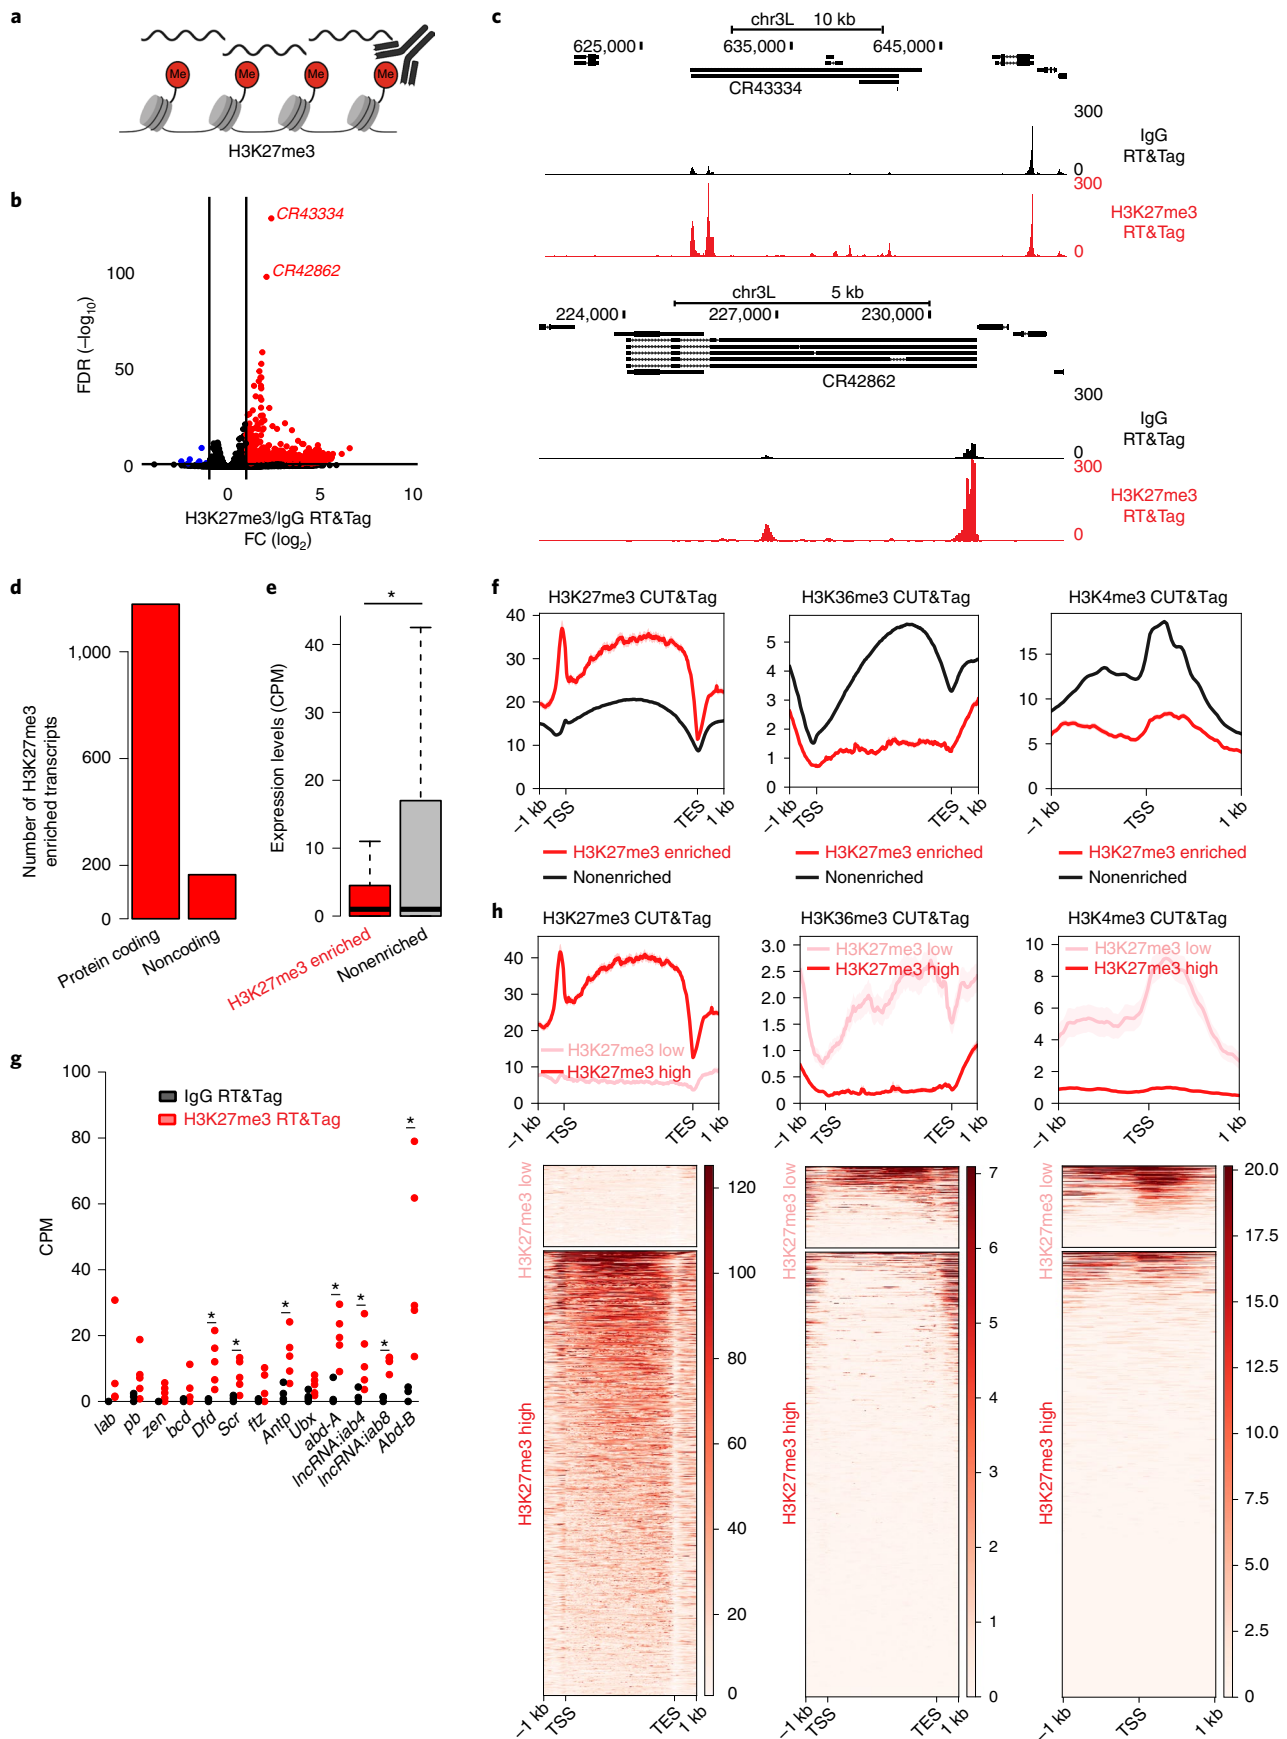 a
Me Me Me Me
H3K27me3
b
CR43334
CR42862
100
50
0
FDR (–log10)
0 5 10
H3K27me3/IgG RT&Tag
FC (log2)
c
chr3L 10 kb
625,000 635,000 645,000
CR43334
300
IgG
RT&Tag
0
300
H3K27me3
RT&Tag
0
chr3L 5 kb
224,000 227,000 230,000
CR42862
300
IgG
RT&Tag
0
300
H3K27me3
RT&Tag
0
d
Number of H3K27me3
enriched transcripts
1,000
600
200
0
Protein coding
Noncoding
e
*
Expression levels (CPM)
40
30
20
10
0
H3K27me3 enriched
Nonenriched
f
H3K27me3 CUT&Tag
40
30
20
10
0
–1 kb TSS TES 1 kb
H3K27me3 enriched
Nonenriched
H3K36me3 CUT&Tag
5
4
3
2
1
0
–1 kb TSS TES 1 kb
H3K27me3 enriched
Nonenriched
H3K4me3 CUT&Tag
15
10
5
0
–1 kb TSS 1 kb
H3K27me3 enriched
Nonenriched
g
CPM
100
80
60
40
20
0
IgG RT&Tag
H3K27me3 RT&Tag
* * * * * * *
lab pb zen bcd Dfd Scr ftz Antp Ubx abd-A lncRNA:iab4 lncRNA:iab8 Abd-B
h
H3K27me3 CUT&Tag
40
30
20
10
0
H3K27me3 low
H3K27me3 high
–1 kb TSS TES 1 kb
H3K36me3 CUT&Tag
3.0
2.5
2.0
1.5
1.0
0.5
0
H3K27me3 low
H3K27me3 high
–1 kb TSS TES 1 kb
H3K4me3 CUT&Tag
10
8
6
4
2
0
H3K27me3 low
H3K27me3 high
–1 kb TSS 1 kb
H3K27me3 low
H3K27me3 high
120
100
80
60
40
20
0
–1 kb TSS TES 1 kb
H3K27me3 low
H3K27me3 high
7
6
5
4
3
2
1
0
–1 kb TSS TES 1 kb
H3K27me3 low
H3K27me3 high
20.0
17.5
15.0
12.5
10.0
7.5
5.0
2.5
0
–1 kb TSS 1 kb